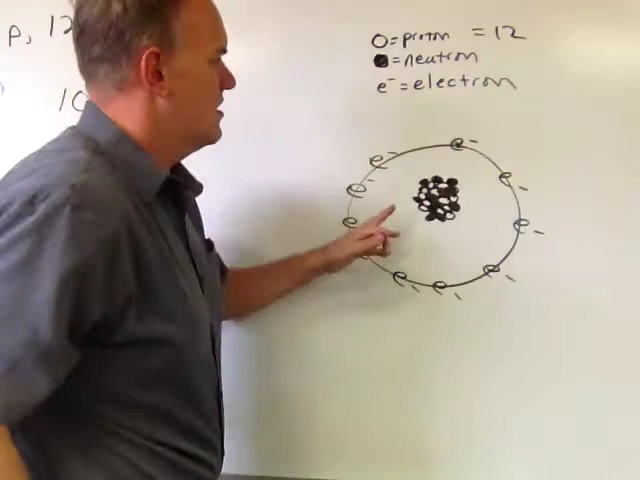 p, 12
10
O = proton = 12
● = neutron
e⁻ = electron
e⁻
e⁻
e⁻
e⁻
e
e⁻
e⁻
e⁻
e⁻